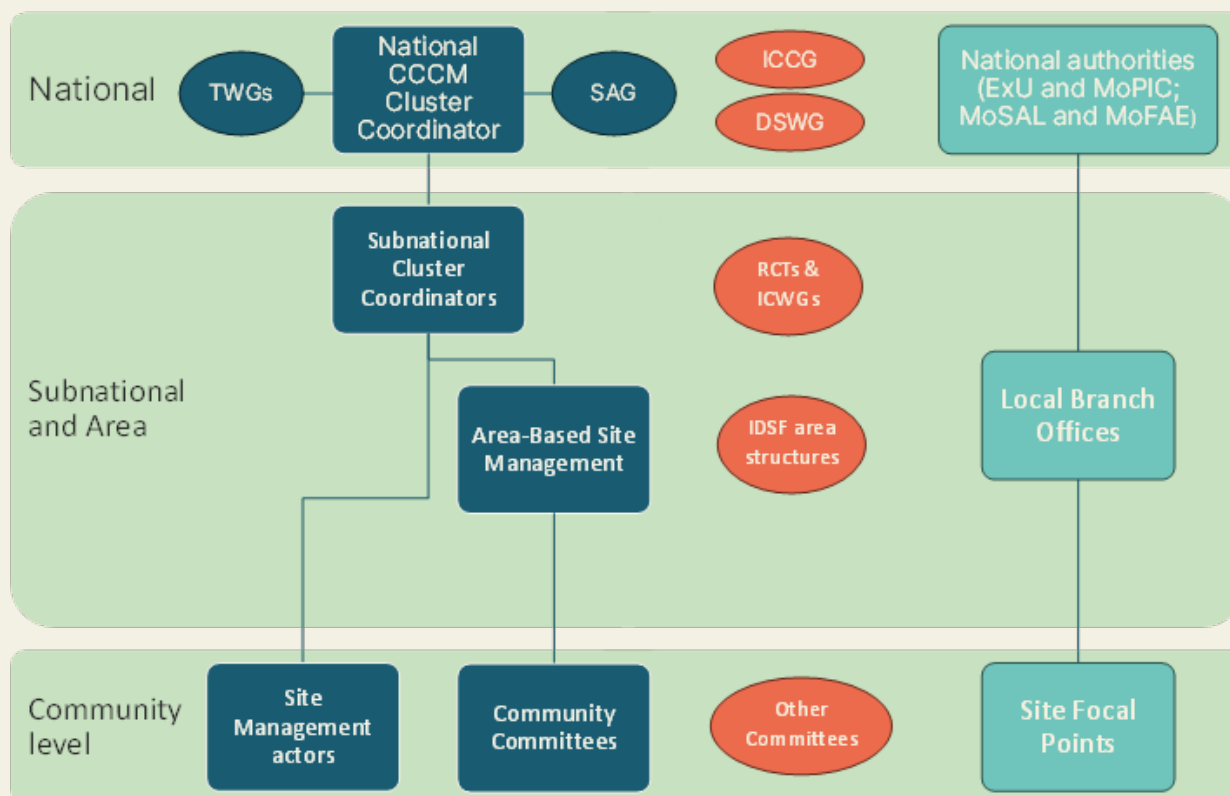 National
TWGs
National
CCCM
Cluster
Coordinator
SAG
ICCG
DSWG
National authorities
(ExU and MoPIC;
MoSAL and MoFAE)
Subnational
and Area
Subnational
Cluster
Coordinators
RCTs &
ICWGs
Area-Based Site
Management
IDSF area
structures
Local Branch
Offices
Community
level
Site
Management
actors
Community
Committees
Other
Committees
Site Focal
Points